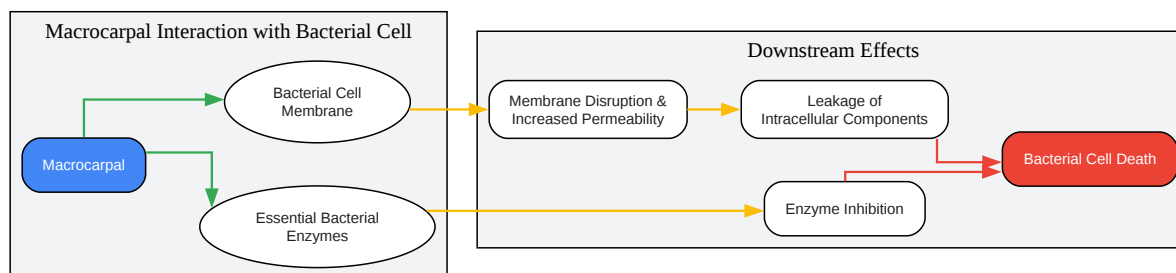 Macrocarpal Interaction with Bacterial Cell
Downstream Effects
Bacterial Cell
Membrane
Membrane Disruption &
Increased Permeability
Leakage of
Intracellular Components
Macrocarpal
Bacterial Cell Death
Essential Bacterial
Enzymes
Enzyme Inhibition